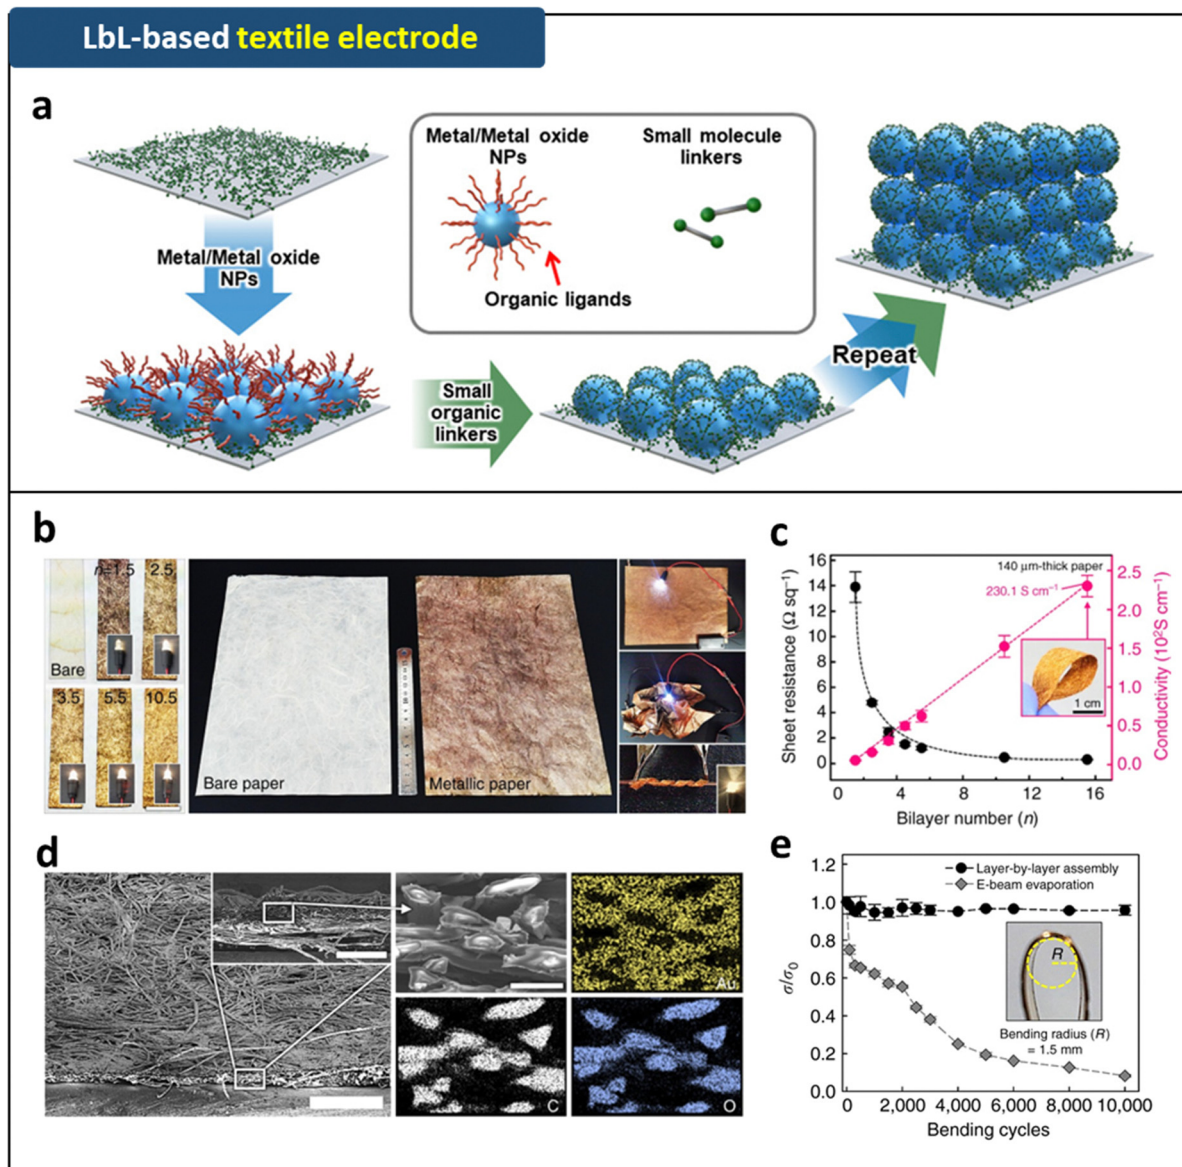 LbL-based textile electrode
a
Metal/Metal oxide
NPs
Small molecule
linkers
Organic ligands
Metal/Metal oxide
NPs
Small
organic
linkers
Repeat
b
n=1.5
2.5
Bare
3.5
5.5
10.5
Bare paper
Metallic paper
c
140 μm-thick paper
230.1 S cm⁻¹
1 cm
Sheet resistance (Ω sq⁻¹)
16
14
12
10
8
6
4
2
0
Conductivity (10²S cm⁻¹)
2.5
2.0
1.5
1.0
0.5
0.0
0 4 8 12 16
Bilayer number (n)
d
Au
C
O
e
Layer-by-layer assembly
E-beam evaporation
σ/σ₀
1.2
1.0
0.8
0.6
0.4
0.2
0.0
R
Bending radius (R)
= 1.5 mm
0 2,000 4,000 6,000 8,000 10,000
Bending cycles